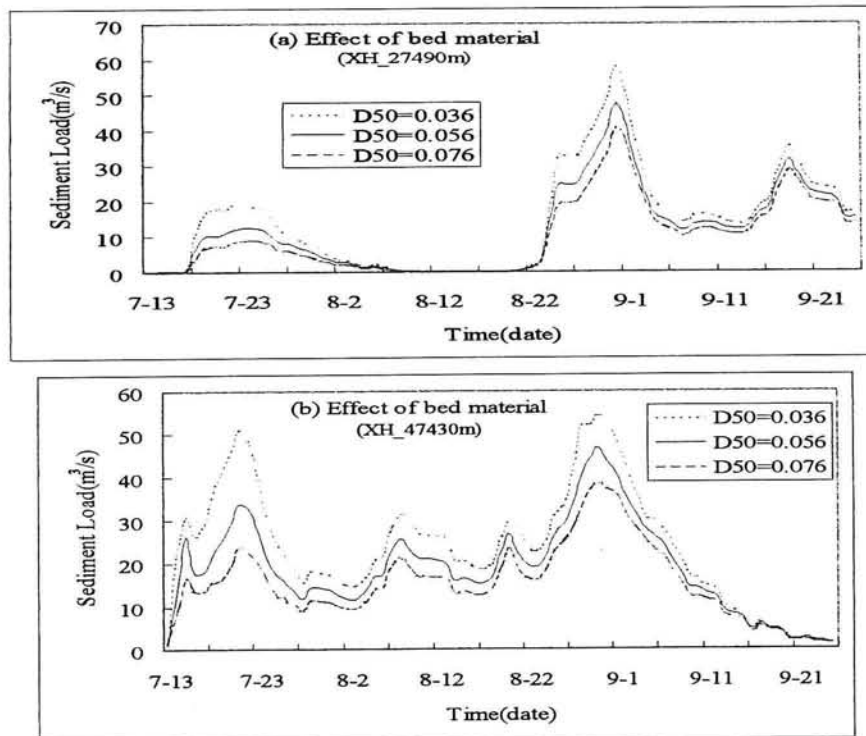 (a) Effect of bed material
(XH_27490m)
Sediment Load(m³/s)
70
60
50
40
30
20
10
0
D50=0.036
D50=0.056
D50=0.076
7-13 7-23 8-2 8-12 8-22 9-1 9-11 9-21
Time(date)
(b) Effect of bed material
(XH_47430m)
Sediment Load(m³/s)
60
50
40
30
20
10
0
D50=0.036
D50=0.056
D50=0.076
7-13 7-23 8-2 8-12 8-22 9-1 9-11 9-21
Time(date)